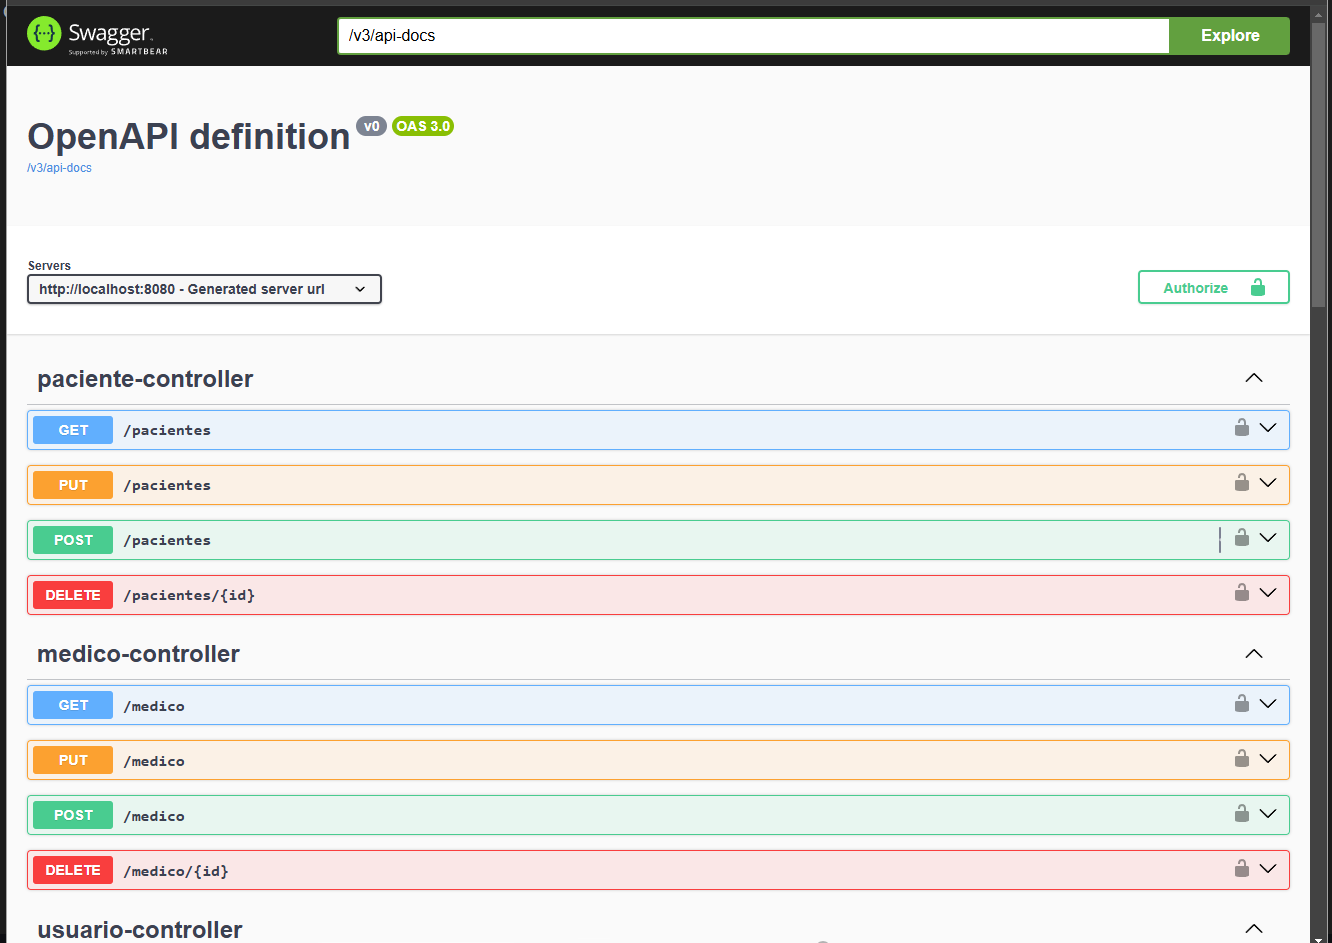 Swagger
Supported by SMARTBEAR
/v3/api-docs
Explore
OpenAPI definition v0 OAS 3.0
/v3/api-docs
Servers
http://localhost:8080 - Generated server url
Authorize
paciente-controller
GET /pacientes
PUT /pacientes
POST /pacientes
DELETE /pacientes/{id}
medico-controller
GET /medico
PUT /medico
POST /medico
DELETE /medico/{id}
usuario-controller